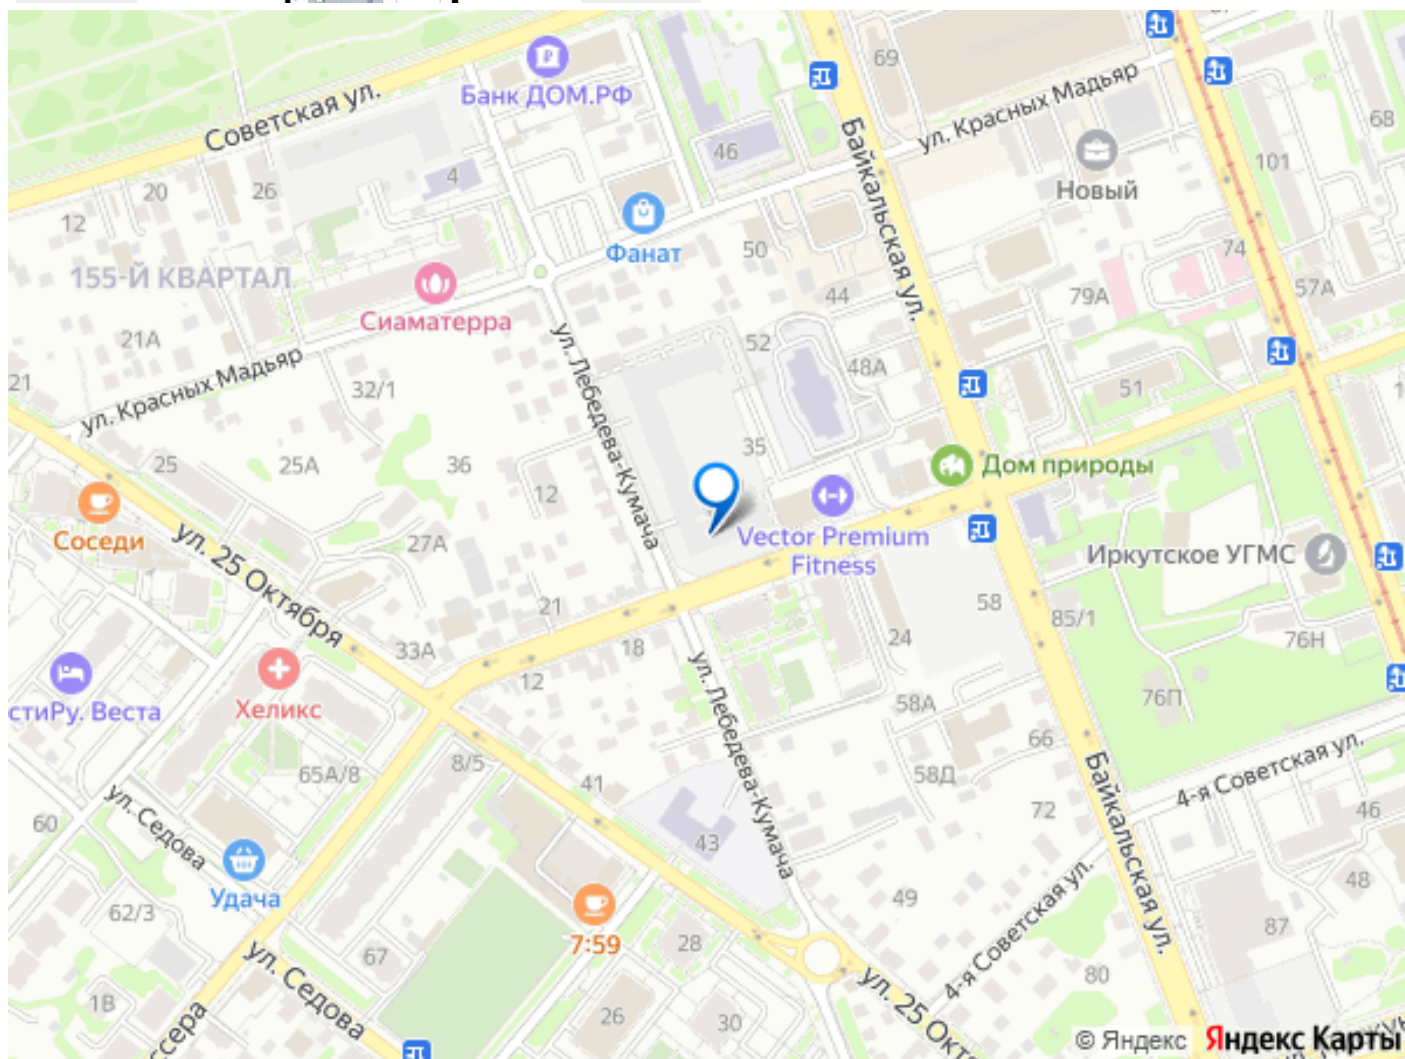 Советская ул.
Банк ДОМ.РФ
69
ул. Красных Мадьяр
68
46
Байкальская ул.
101
Новый
4
20
26
12
Фанат
50
74
155-Й КВАРТАЛ
44
79А
57А
Сиаматерра
ул. Лебедева-Кумача
21А
52
48А
21
ул. Красных Мадьяр
32/1
51
35
25
25А
36
Дом природы
12
Соседи
ул. 25 Октября
27А
Vector Premium
Fitness
Иркутское УГМС
21
58
85/1
33А
18
24
76Н
12
ул. Лебедева-Кумача
стиРу. Веста
Хеликс
58А
76П
66
Байкальская ул.
4-я Советская ул.
65А/8
8/5
41
58Д
ул. Седова
72
46
60
43
Удача
49
4-я Советская ул.
48
62/3
7:59
28
87
67
ул. Седова
ул. 25 Окт
80
1В
26
30
ссера
© Яндекс
Яндекс Карты